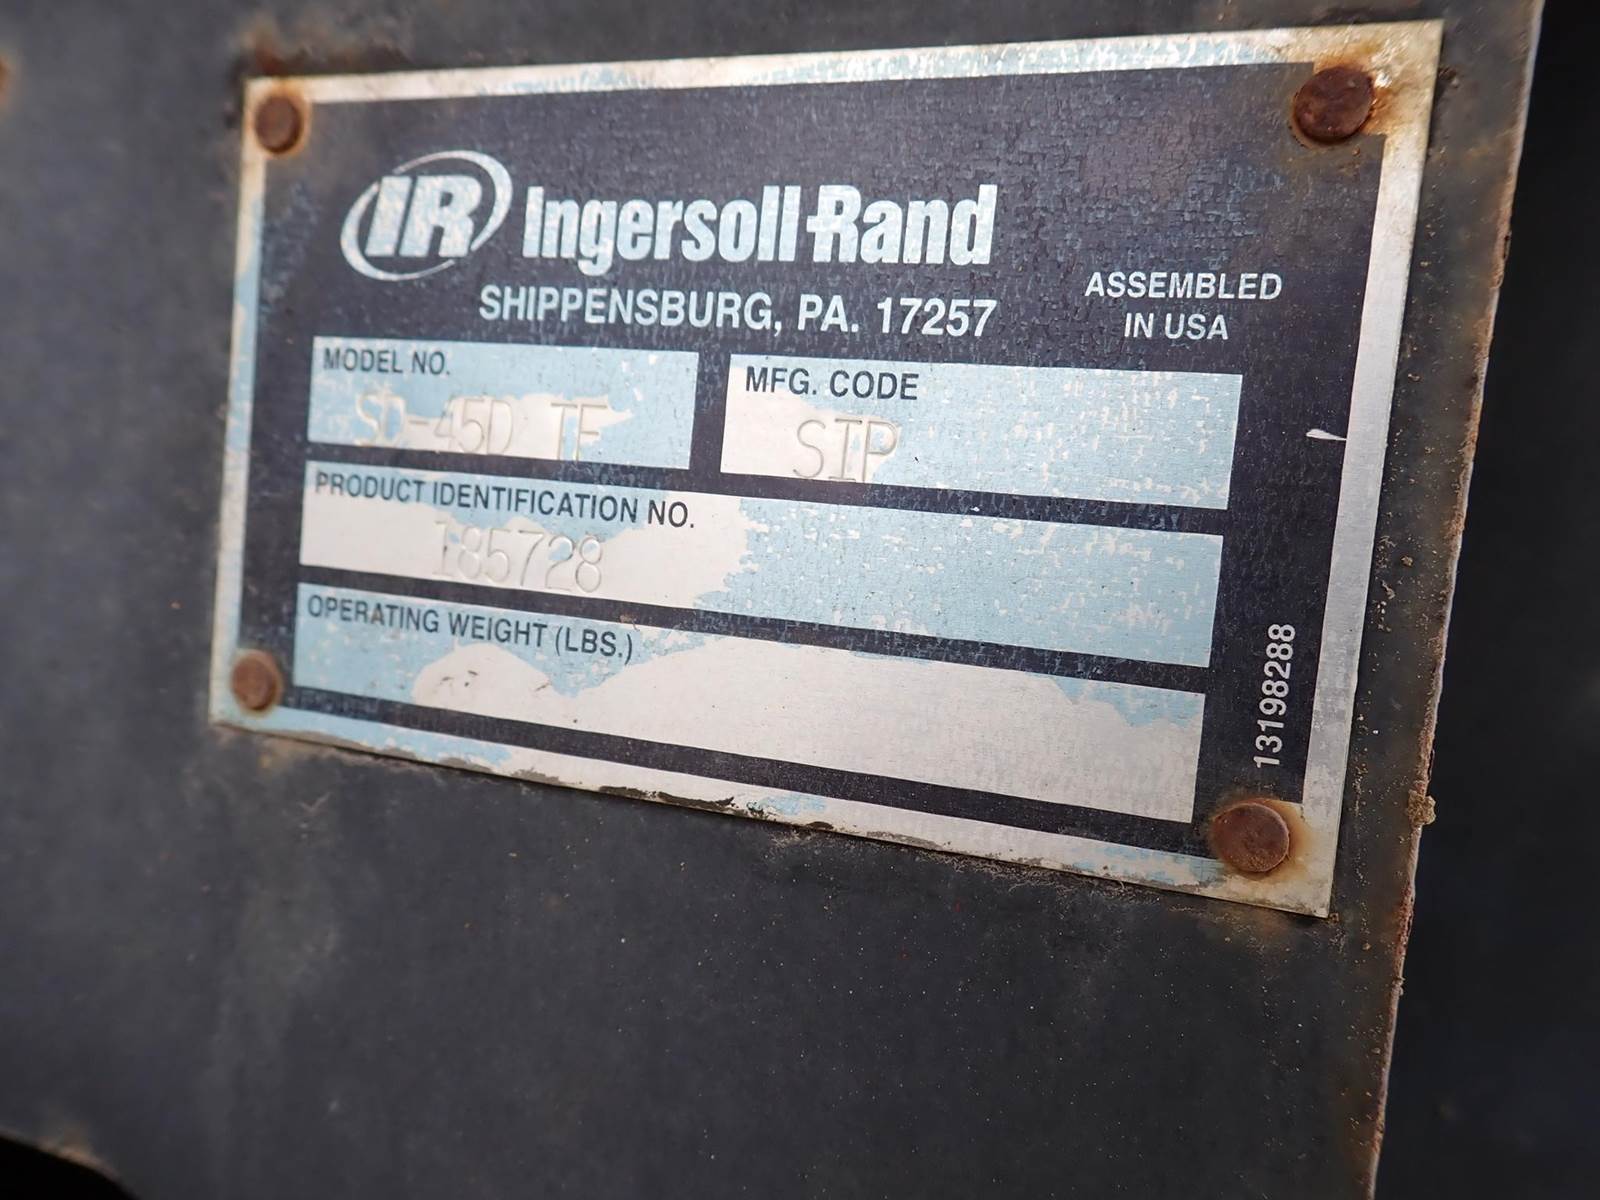 IR Ingersoll-Rand
SHIPPENSBURG, PA. 17257
ASSEMBLED
IN USA
MODEL NO.
SD-45D TF
MFG. CODE
SIP
PRODUCT IDENTIFICATION NO.
185728
OPERATING WEIGHT (LBS.)
13198288